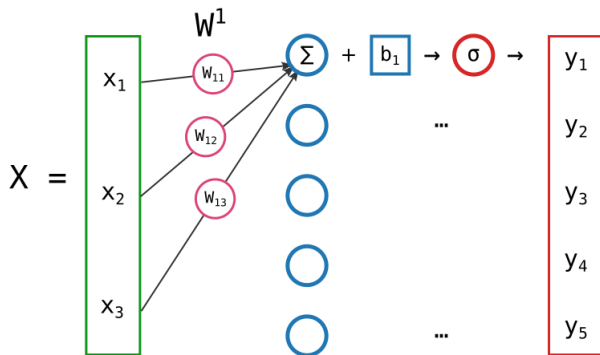 W¹
x₁ W₁₁ Σ + b₁ → σ → y₁
W₁₂ … y₂
X = x₂ W₁₃ y₃
y₄
x₃ … y₅